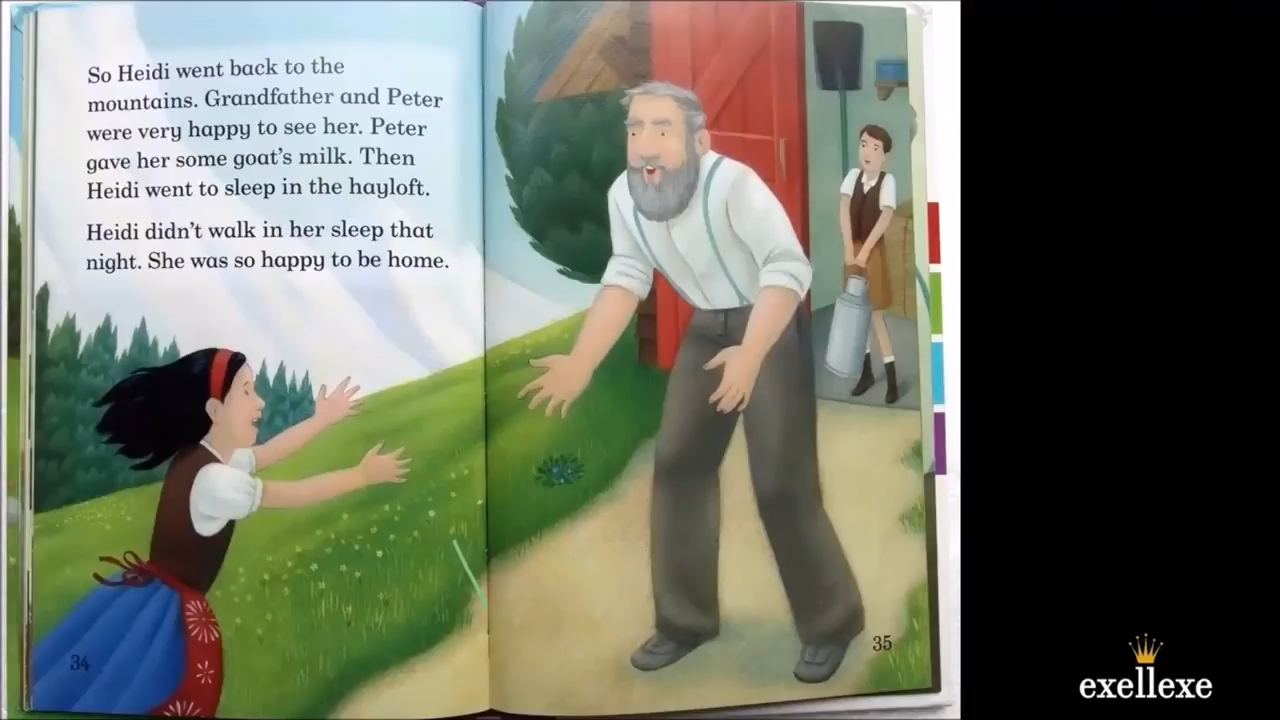 So Heidi went back to the
mountains. Grandfather and Peter
were very happy to see her. Peter
gave her some goat's milk. Then
Heidi went to sleep in the hayloft.
Heidi didn't walk in her sleep that
night. She was so happy to be home.
34
35
exellexe